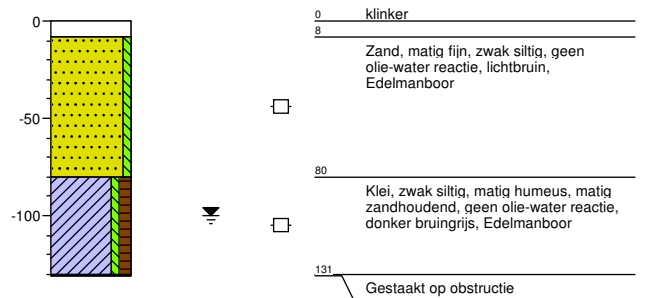 0
0 klinker
8
Zand, matig fijn, zwak siltig, geen
olie-water reactie, lichtbruin,
Edelmanboor
-50
80
Klei, zwak siltig, matig humeus, matig
zandhoudend, geen olie-water reactie,
donker bruingrijs, Edelmanboor
-100
131
Gestaakt op obstructie